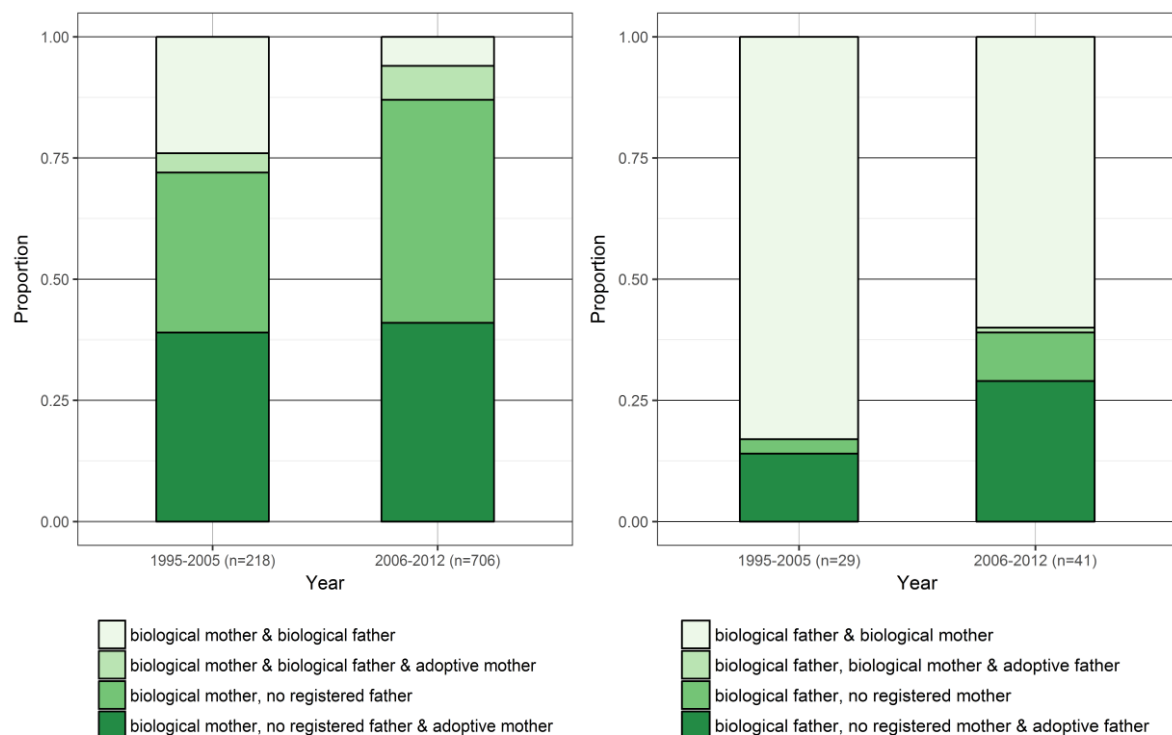 1.00
0.75
0.50
0.25
0.00
Proportion
1995-2005 (n=218)
2006-2012 (n=706)
Year
biological mother & biological father
biological mother & biological father & adoptive mother
biological mother, no registered father
biological mother, no registered father & adoptive mother
1.00
0.75
0.50
0.25
0.00
Proportion
1995-2005 (n=29)
2006-2012 (n=41)
Year
biological father & biological mother
biological father, biological mother & adoptive father
biological father, no registered mother
biological father, no registered mother & adoptive father